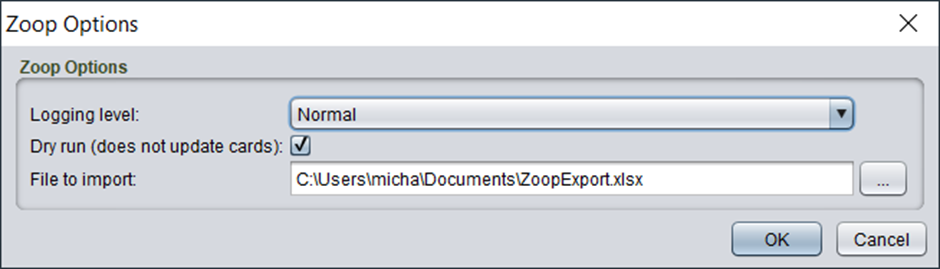 Zoop Options
Zoop Options
Logging level: Normal
Dry run (does not update cards):
File to import: C:\Users\micha\Documents\ZoopExport.xlsx ...
OK Cancel